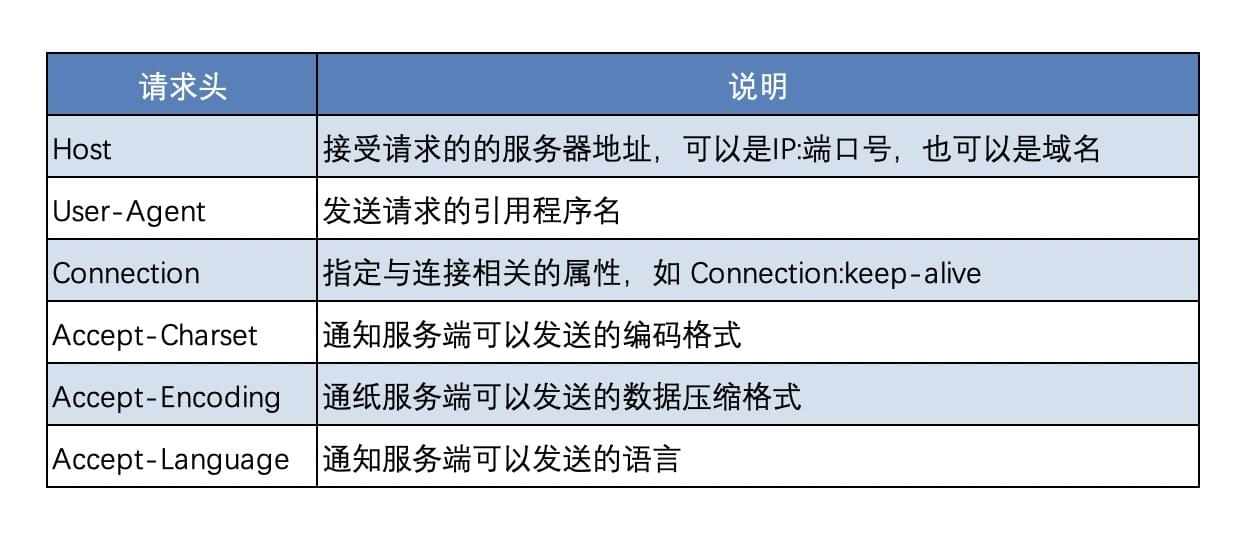 请求头 说明
Host 接受请求的的服务器地址，可以是IP:端口号，也可以是域名
User-Agent 发送请求的引用程序名
Connection 指定与连接相关的属性，如 Connection:keep-alive
Accept-Charset 通知服务端可以发送的编码格式
Accept-Encoding 通纸服务端可以发送的数据压缩格式
Accept-Language 通知服务端可以发送的语言